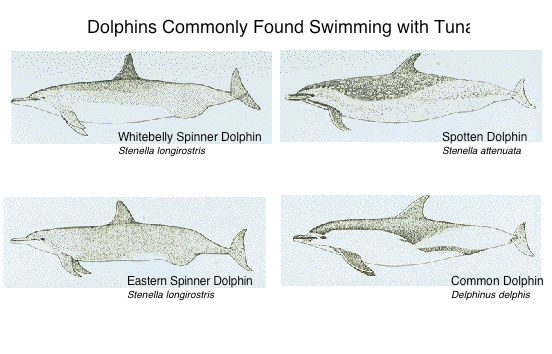 Dolphins Commonly Found Swimming with Tuna
Whitebelly Spinner Dolphin
Stenella longirostris
Spotten Dolphin
Stenella attenuata
Eastern Spinner Dolphin
Stenella longirostris
Common Dolphin
Delphinus delphis